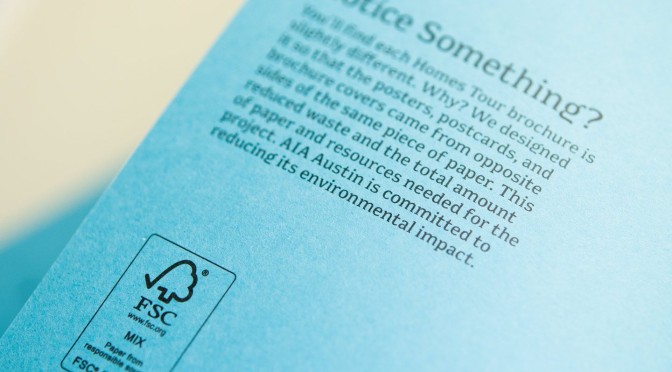 otice Something?
You'll find each Homes Tour brochure is
slightly different. Why? We designed
it so that the posters, postcards, and
brochure covers came from opposite
sides of the same piece of paper. This
reduced waste and the total amount
of paper and resources needed for the
project. AIA Austin is committed to
reducing its environmental impact.
®
FSC
www.fsc.org
MIX
Paper from
responsible
FSC®